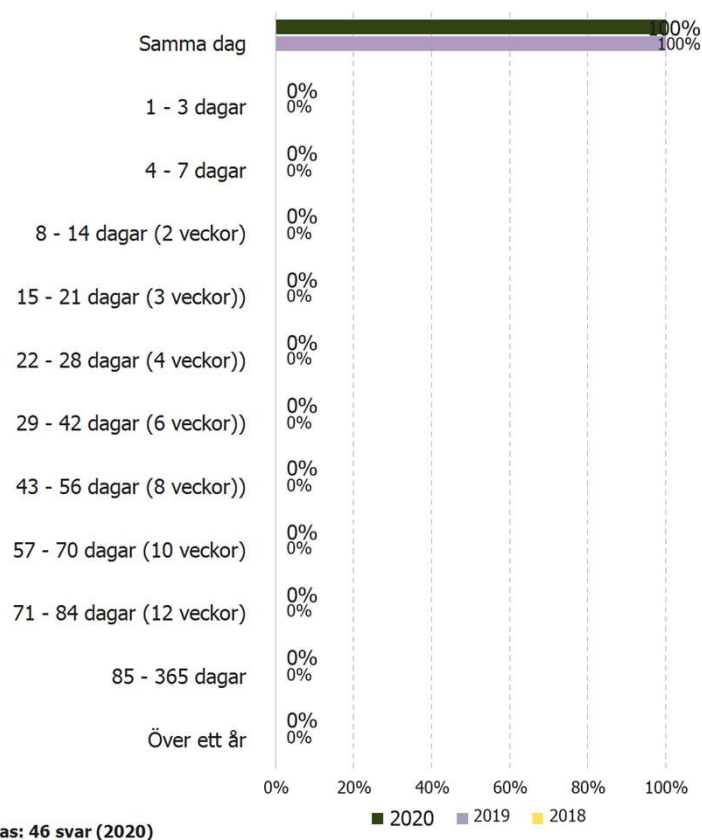 Samma dag 100%
100%
1 - 3 dagar 0%
0%
4 - 7 dagar 0%
0%
8 - 14 dagar (2 veckor) 0%
0%
15 - 21 dagar (3 veckor)) 0%
0%
22 - 28 dagar (4 veckor)) 0%
0%
29 - 42 dagar (6 veckor)) 0%
0%
43 - 56 dagar (8 veckor)) 0%
0%
57 - 70 dagar (10 veckor) 0%
0%
71 - 84 dagar (12 veckor) 0%
0%
85 - 365 dagar 0%
0%
Över ett år 0%
0%
0% 20% 40% 60% 80% 100%
2020 2019 2018
as: 46 svar (2020)